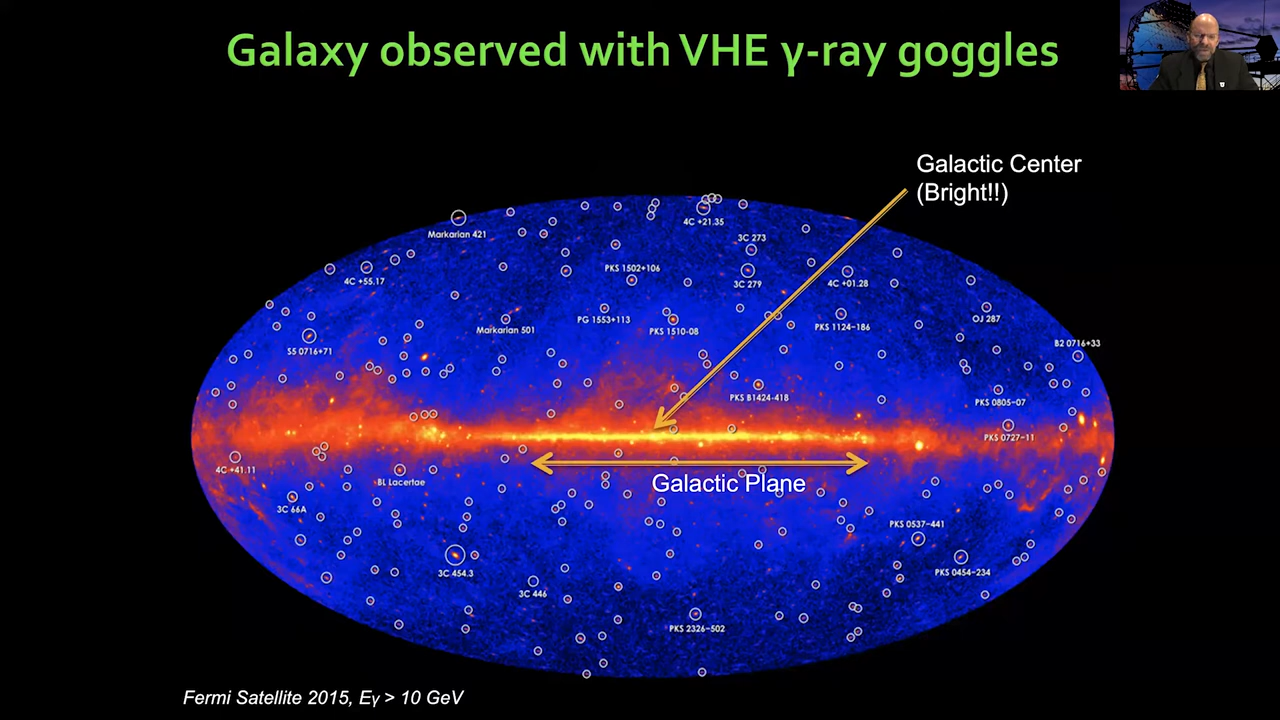 Galaxy observed with VHE γ-ray goggles
Galactic Center
(Bright!!)
4C +21.35
Markarian 421
3C 273
PKS 1502+106
4C +55.17
3C 279
4C +01.28
PG 1553+113
OJ 287
Markarian 501
PKS 1510-08
PKS 1124-186
S5 0716+71
B2 0716+33
PKS B1424-418
PKS 0805-07
PKS 0727-11
4C +41.11
BL Lacertae
Galactic Plane
3C 66A
PKS 0537-441
3C 454.3
PKS 0454-234
3C 446
PKS 2326-502
Fermi Satellite 2015, Eγ > 10 GeV